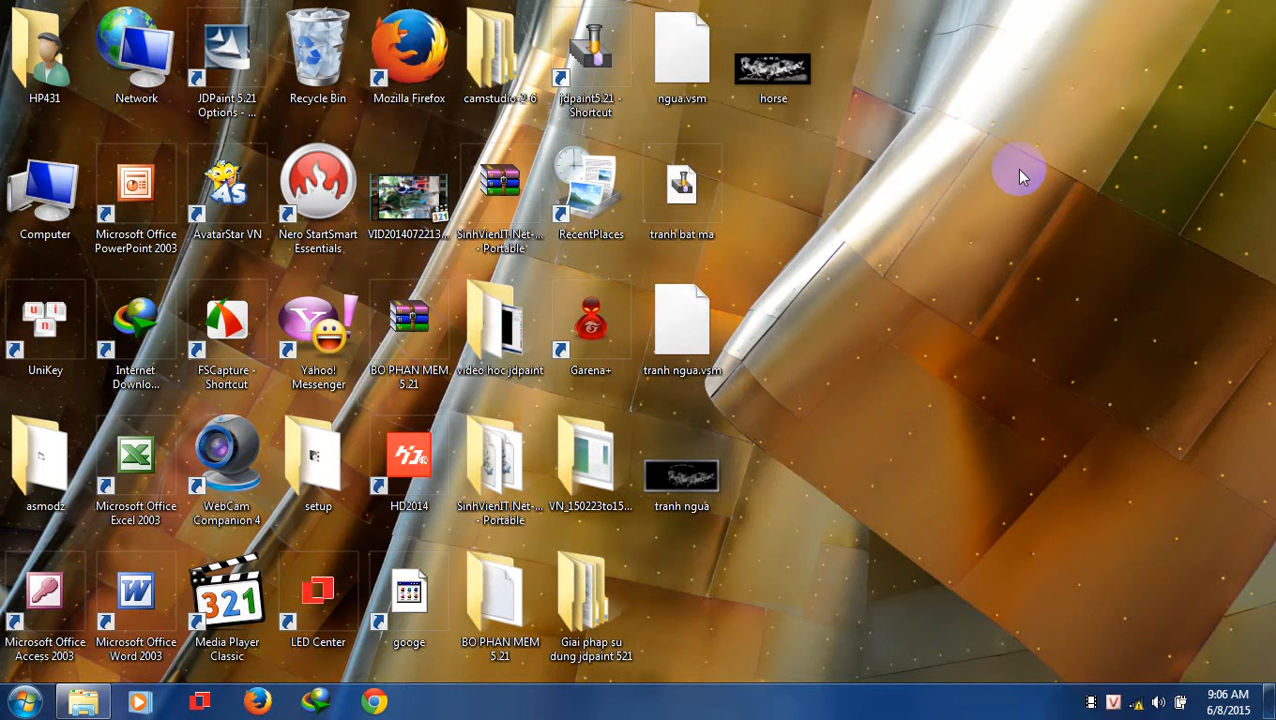 HP431
Network
JDPaint 5.21
Options - ...
Recycle Bin
Mozilla Firefox
camstudio-2-6
jdpaint5.21 -
Shortcut
ngua.vsm
horse
Computer
Microsoft Office
PowerPoint 2003
AvatarStar VN
Nero StartSmart
Essentials
VID2014072213...
SinhVienIT Net-...
- Portable
RecentPlaces
tranh bat ma
UniKey
Internet
Downlo...
FSCapture -
Shortcut
Yahoo!
Messenger
BO PHAN MEM
5.21
video hoc jdpaint
Garena+
tranh ngua.vsm
asmodz
Microsoft Office
Excel 2003
WebCam
Companion 4
setup
HD2014
SinhVienIT Net-...
- Portable
VN_150223to15...
tranh ngua
Microsoft Office
Access 2003
Microsoft Office
Word 2003
321
Media Player
Classic
LED Center
googe
BO PHAN MEM
5.21
Giai phap su
dung jdpaint 521
9:06 AM
6/8/2015